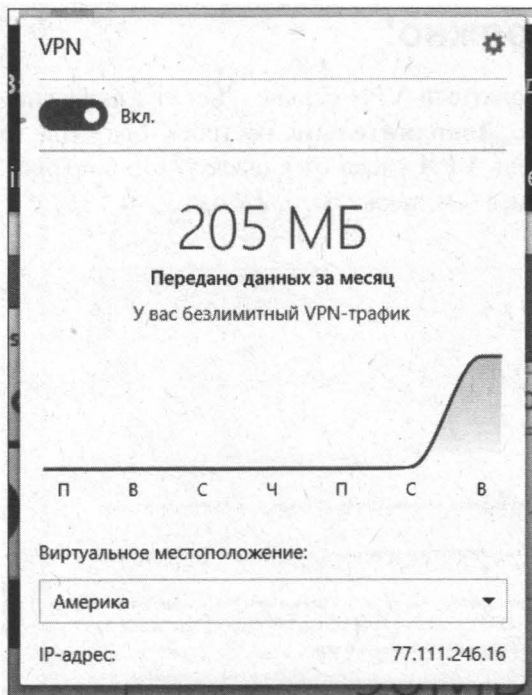 VPN
Вкл.
205 МБ
Передано данных за месяц
У вас безлимитный VPN-трафик
П В С Ч П С В
Виртуальное местоположение:
Америка
IP-адрес: 77.111.246.16